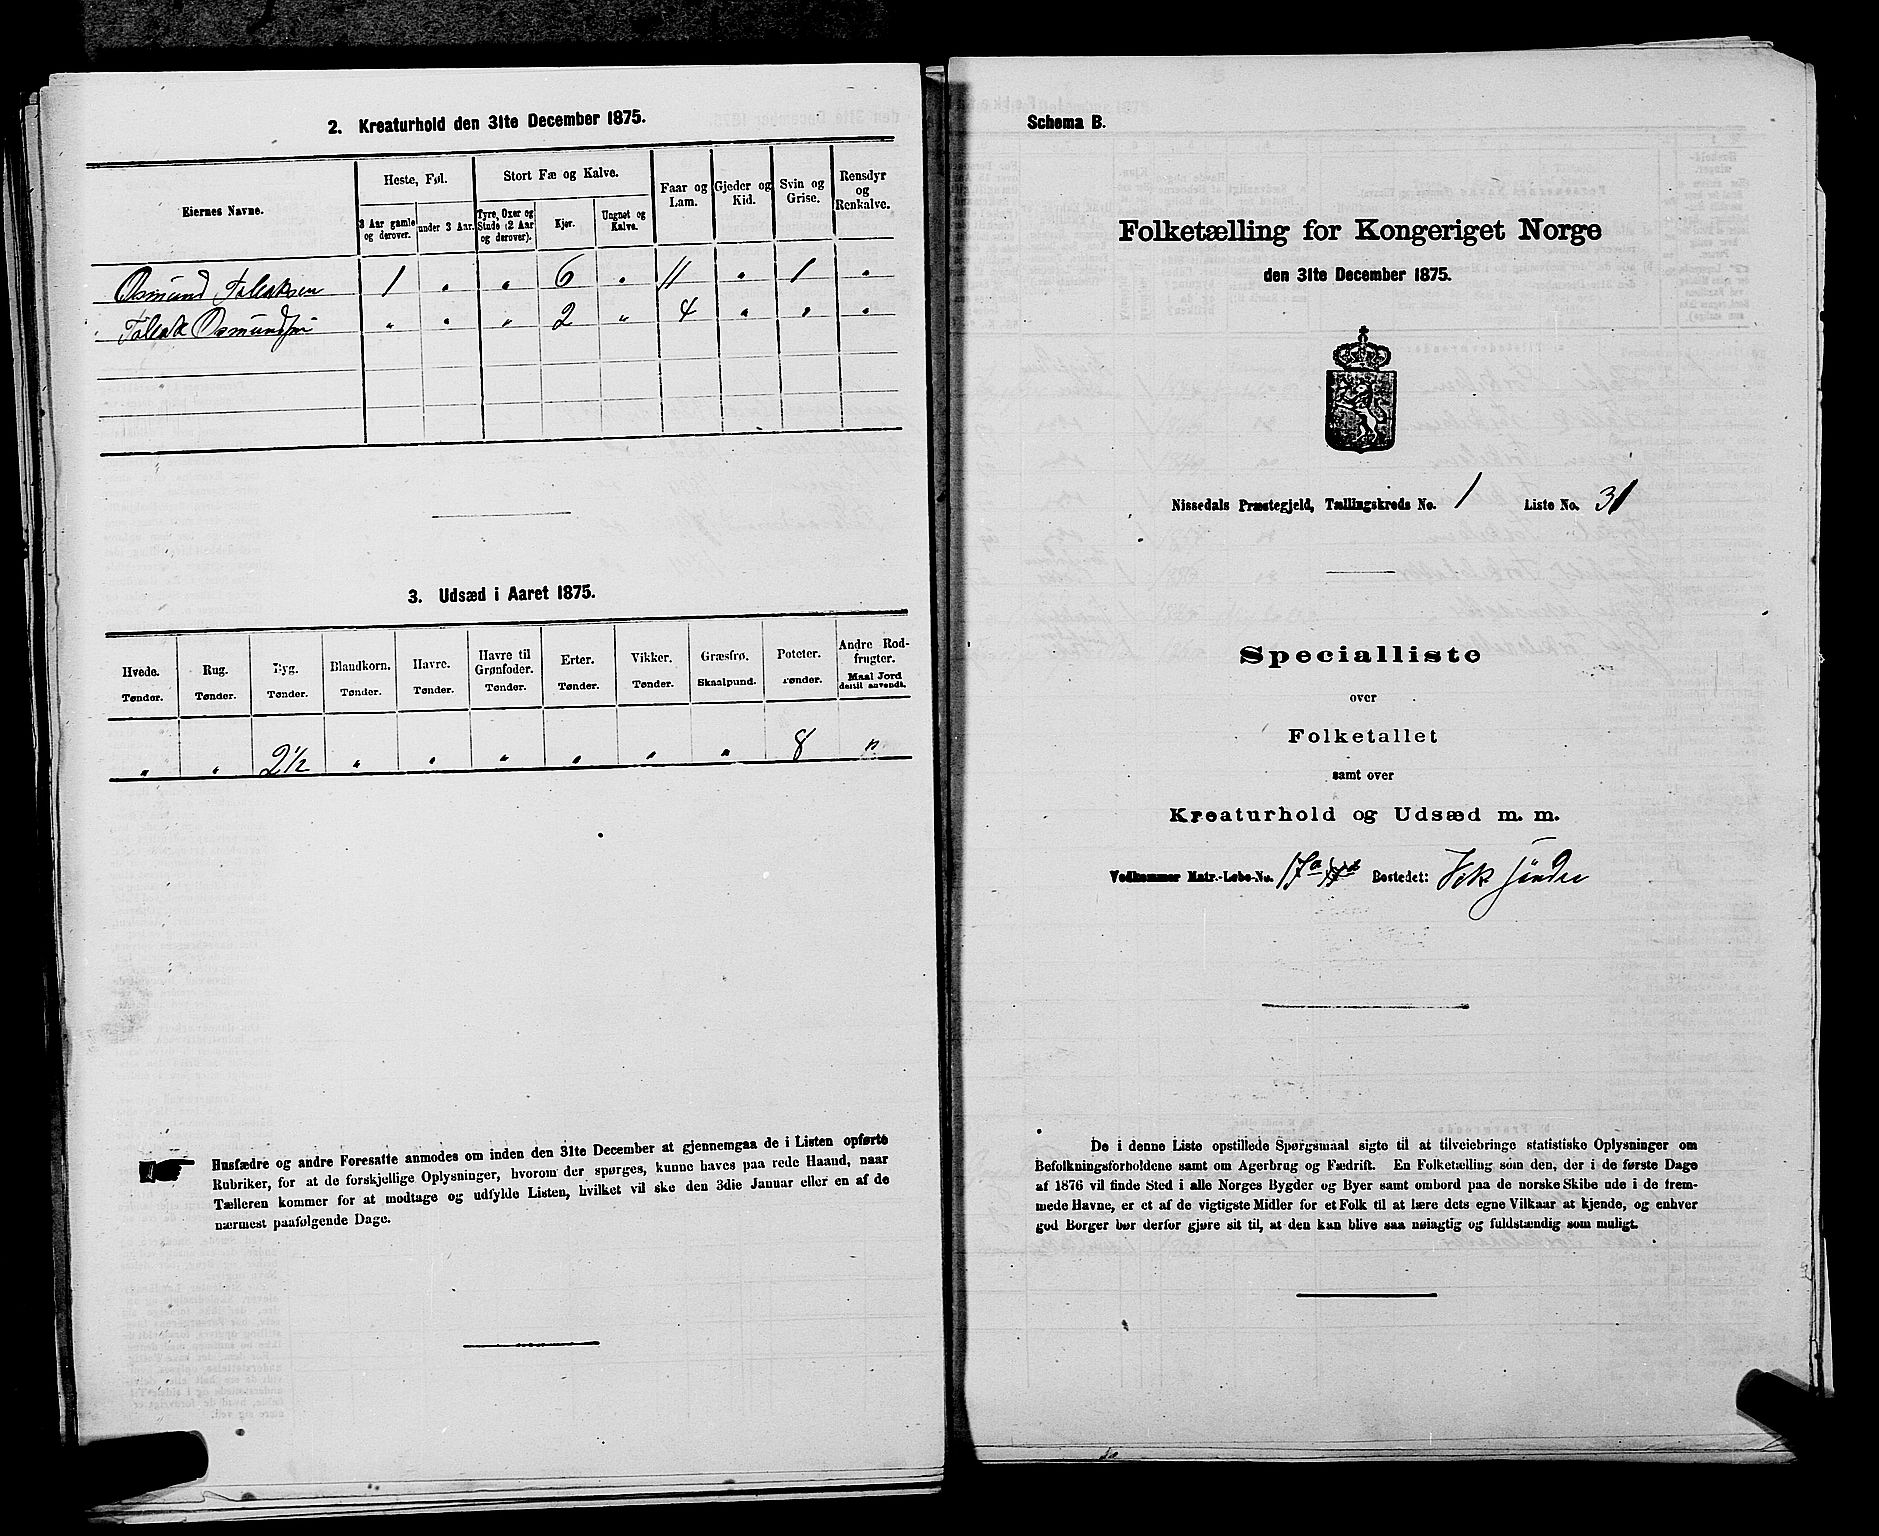 2. Kreaturhold den 31te December 1875.
Eiernes Navne.
Heste, Føl.
Stort Fæ og Kalve.
Faar og Lam.
Gjeder og Kid.
Svin og Grise.
Rensdyr og Renkalve.
3 Aar gamle og derover.
under 3 Aar.
Tyre, Oxer og Stude (2 Aar og derover).
Kjør.
Ungnøt og Kalve.
Osmund Taleksen 1 " " 6 " 11 " 1 "
Talek Osmundsen " " " 2 " 4 " " "
3. Udsæd i Aaret 1875.
Hvede. Rug. Byg. Blandkorn. Havre. Havre til Grønfoder. Erter. Vikker. Græsfrø. Poteter. Andre Rodfrugter.
Tønder. Tønder. Tønder. Tønder. Tønder. Tønder. Tønder. Tønder. Skaalpund. Tønder. Maal Jord dertil anvendt.
" " 2 1/2 " " " " " " 8 "
Husfædre og andre Foresatte anmodes om inden den 31te December at gjennemgaa de i Listen opførte
Rubriker, for at de forskjellige Oplysninger, hvorom der spørges, kunne haves paa rede Haand, naar
Tælleren kommer for at modtage og udfylde Listen, hvilket vil ske den 3die Januar eller en af de
nærmest paafølgende Dage.
Schema B.
Folketælling for Kongeriget Norge
den 31te December 1875.
Nissedals Præstegjeld, Tællingskreds No. 1 Liste No. 31
Specialliste
over
Folketallet
samt over
Kreaturhold og Udsæd m. m.
Vedkommer Matr.-Løbe-No. 17a Bostedet: Vik søndre
De i denne Liste opstillede Spørgsmaal sigte til at tilveiebringe statistiske Oplysninger om
Befolkningsforholdene samt om Agerbrug og Fædrift. En Folketælling som den, der i de første Dage
af 1876 vil finde Sted i alle Norges Bygder og Byer samt ombord paa de norske Skibe ude i de frem-
mede Havne, er et af de vigtigste Midler for et Folk til at lære dets egne Vilkaar at kjende, og enhver
god Borger bør derfor gjøre sit til, at den kan blive saa nøiagtig og fuldstændig som muligt.